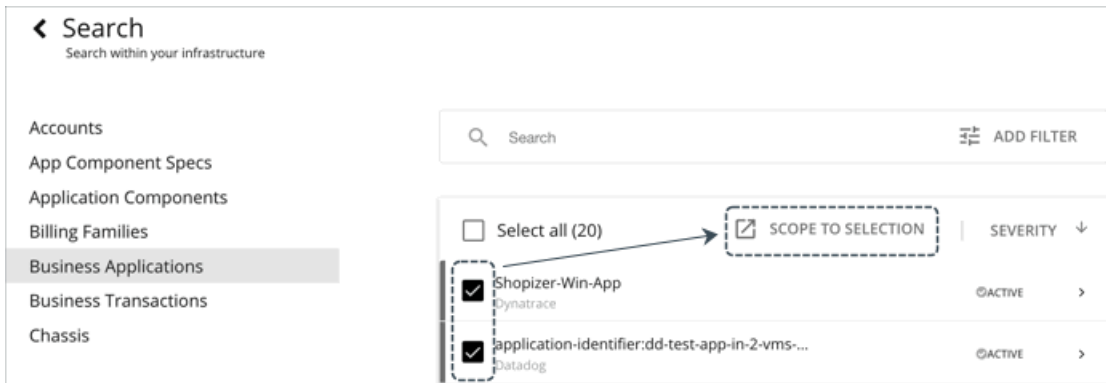 Search
Search within your infrastructure
Accounts
App Component Specs
Application Components
Billing Families
Business Applications
Business Transactions
Chassis
Search
ADD FILTER
Select all (20)
SCOPE TO SELECTION
SEVERITY
Shopizer-Win-App
Dynatrace
ACTIVE
application-identifier:dd-test-app-in-2-vms-...
Datadog
ACTIVE